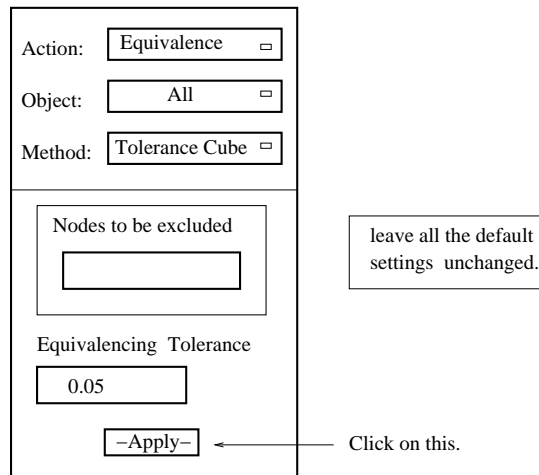 Action: Equivalence
Object: All
Method: Tolerance Cube
Nodes to be excluded
leave all the default
settings unchanged.
Equivalencing Tolerance
0.05
−Apply−
Click on this.